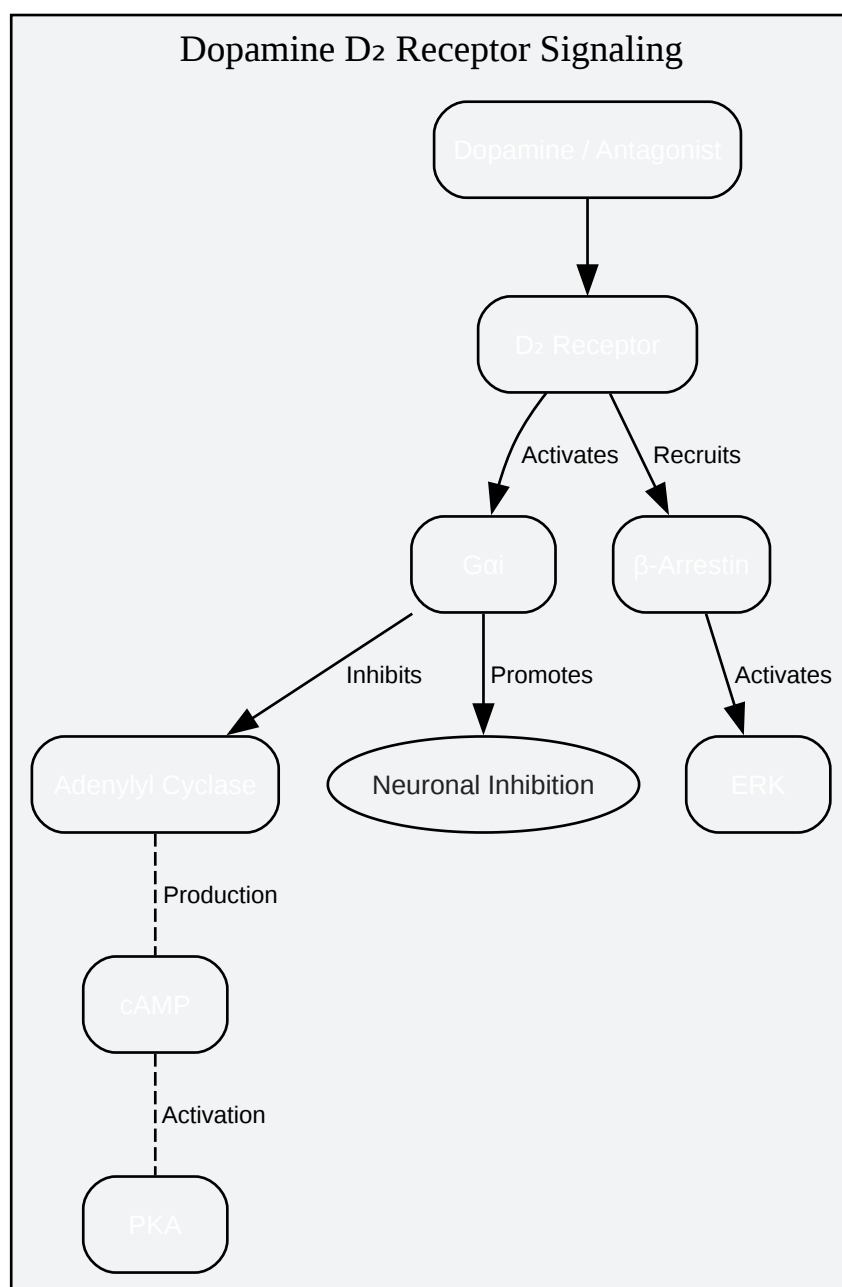 Dopamine D₂ Receptor Signaling
Dopamine / Antagonist
D₂ Receptor
Activates
Recruits
Gαi
β-Arrestin
Inhibits
Promotes
Activates
Adenylyl Cyclase
Neuronal Inhibition
ERK
Production
cAMP
Activation
PKA